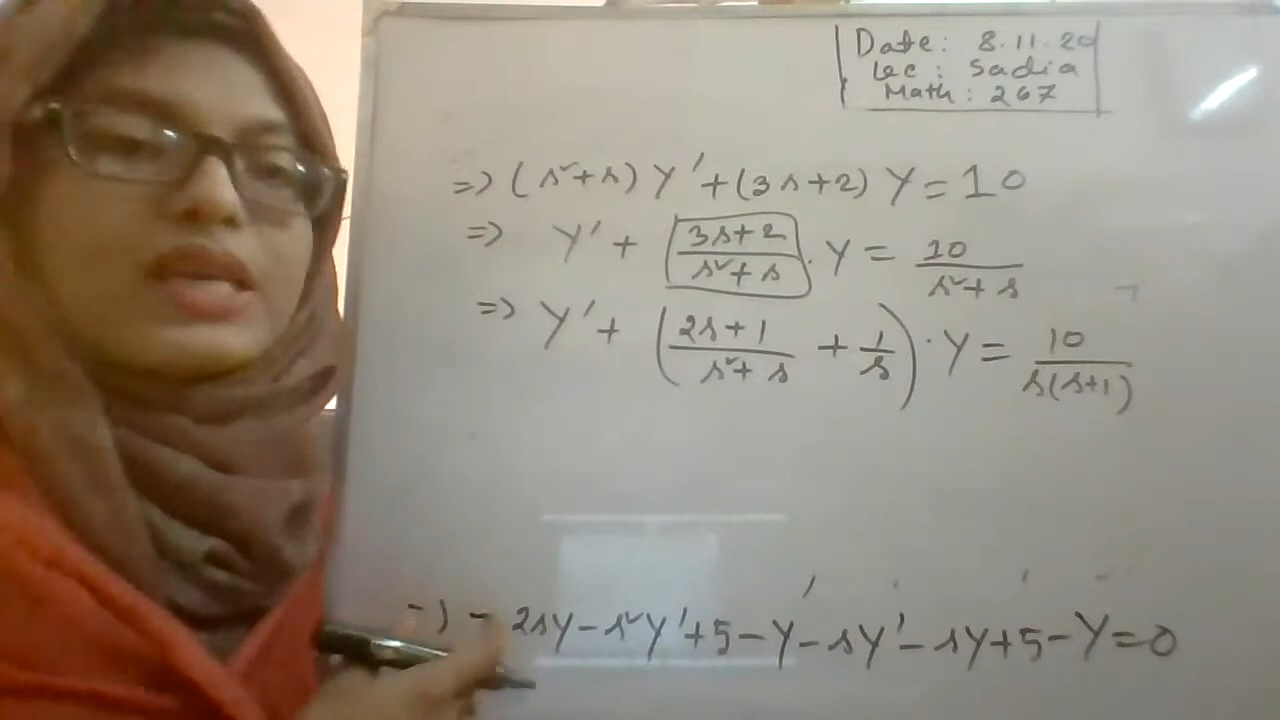 Date: 8.11.20
Lec: Sadia
Math: 267
=> (s²+s) Y' + (3s+2) Y = 10
=> Y' + (3s+2)/(s²+s) . Y = 10/(s²+s)
=> Y' + ((2s+1)/(s²+s) + 1/s) . Y = 10/(s(s+1))
=> - 2sY - s²Y' + 5 - Y - sY' - sY + 5 - Y = 0